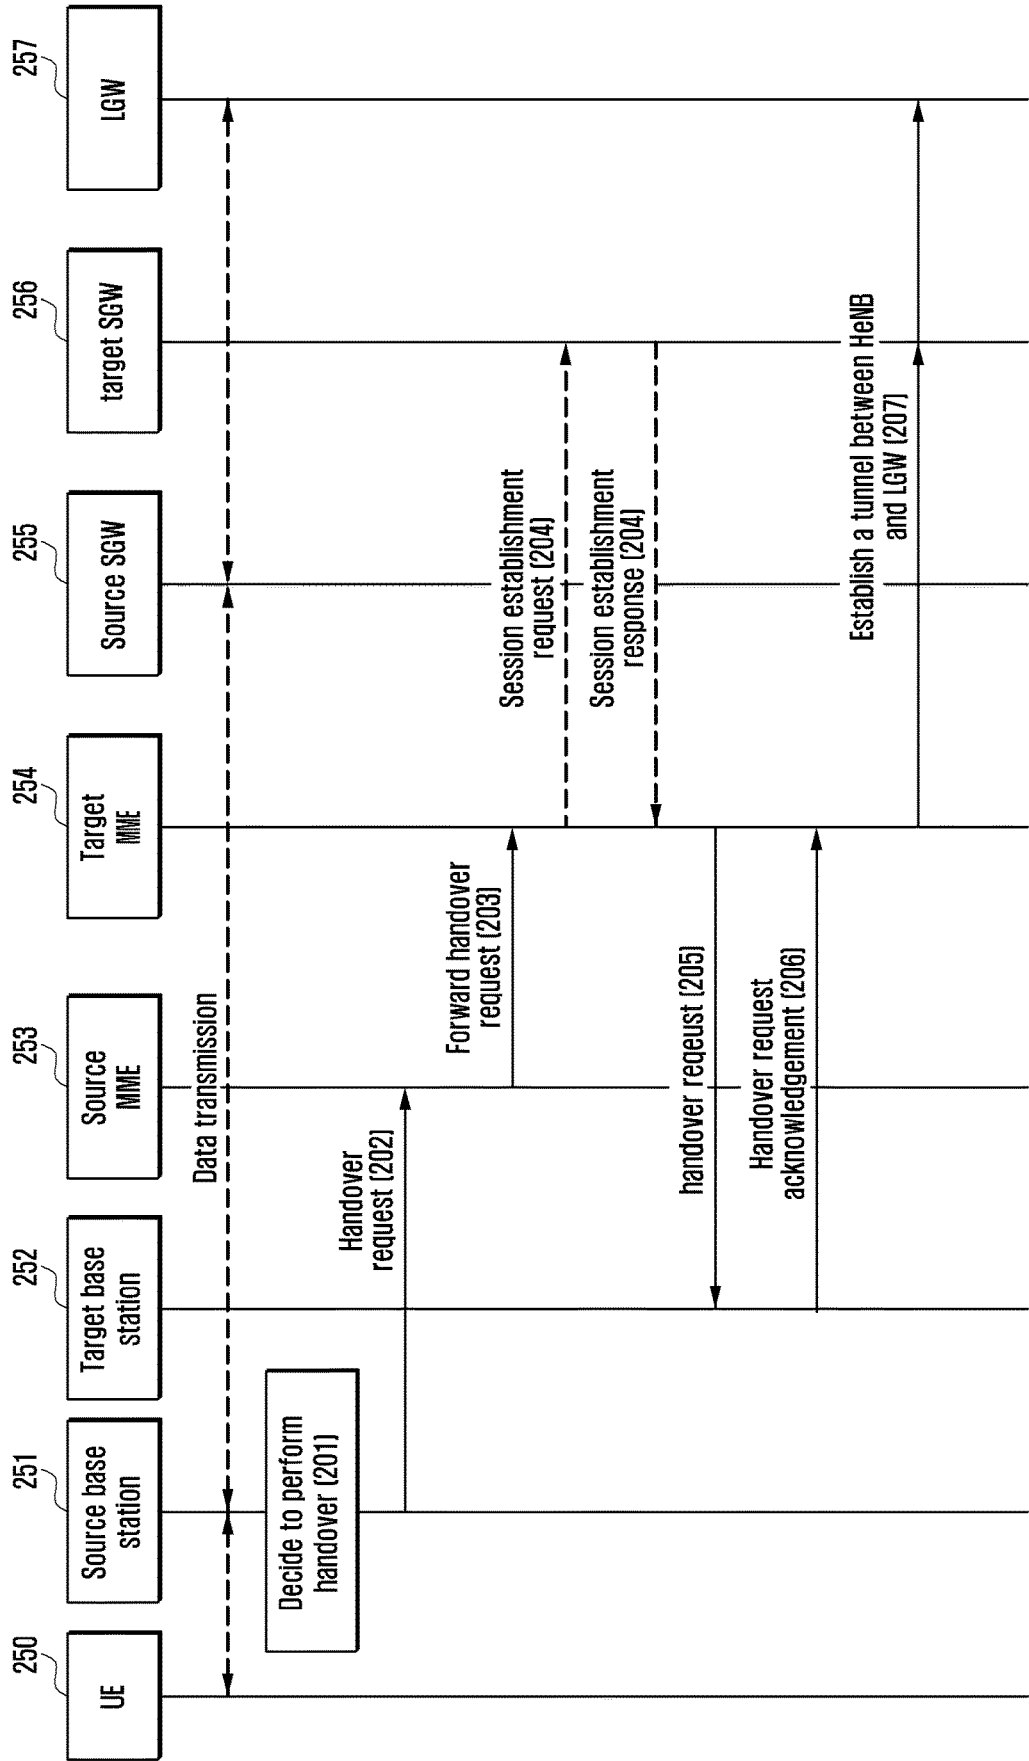 250
251
252
253
254
255
256
257
UE
Source base
station
Target base
station
Source
MME
Target
MME
Source SGW
target SGW
LGW
Data transmission
Decide to perform
handover (201)
Handover
request (202)
Forward handover
request (203)
Session establishment
request (204)
Session establishment
response (204)
handover reqeust (205)
Handover request
acknowledgement (206)
Establish a tunnel between HeNB
and LGW (207)